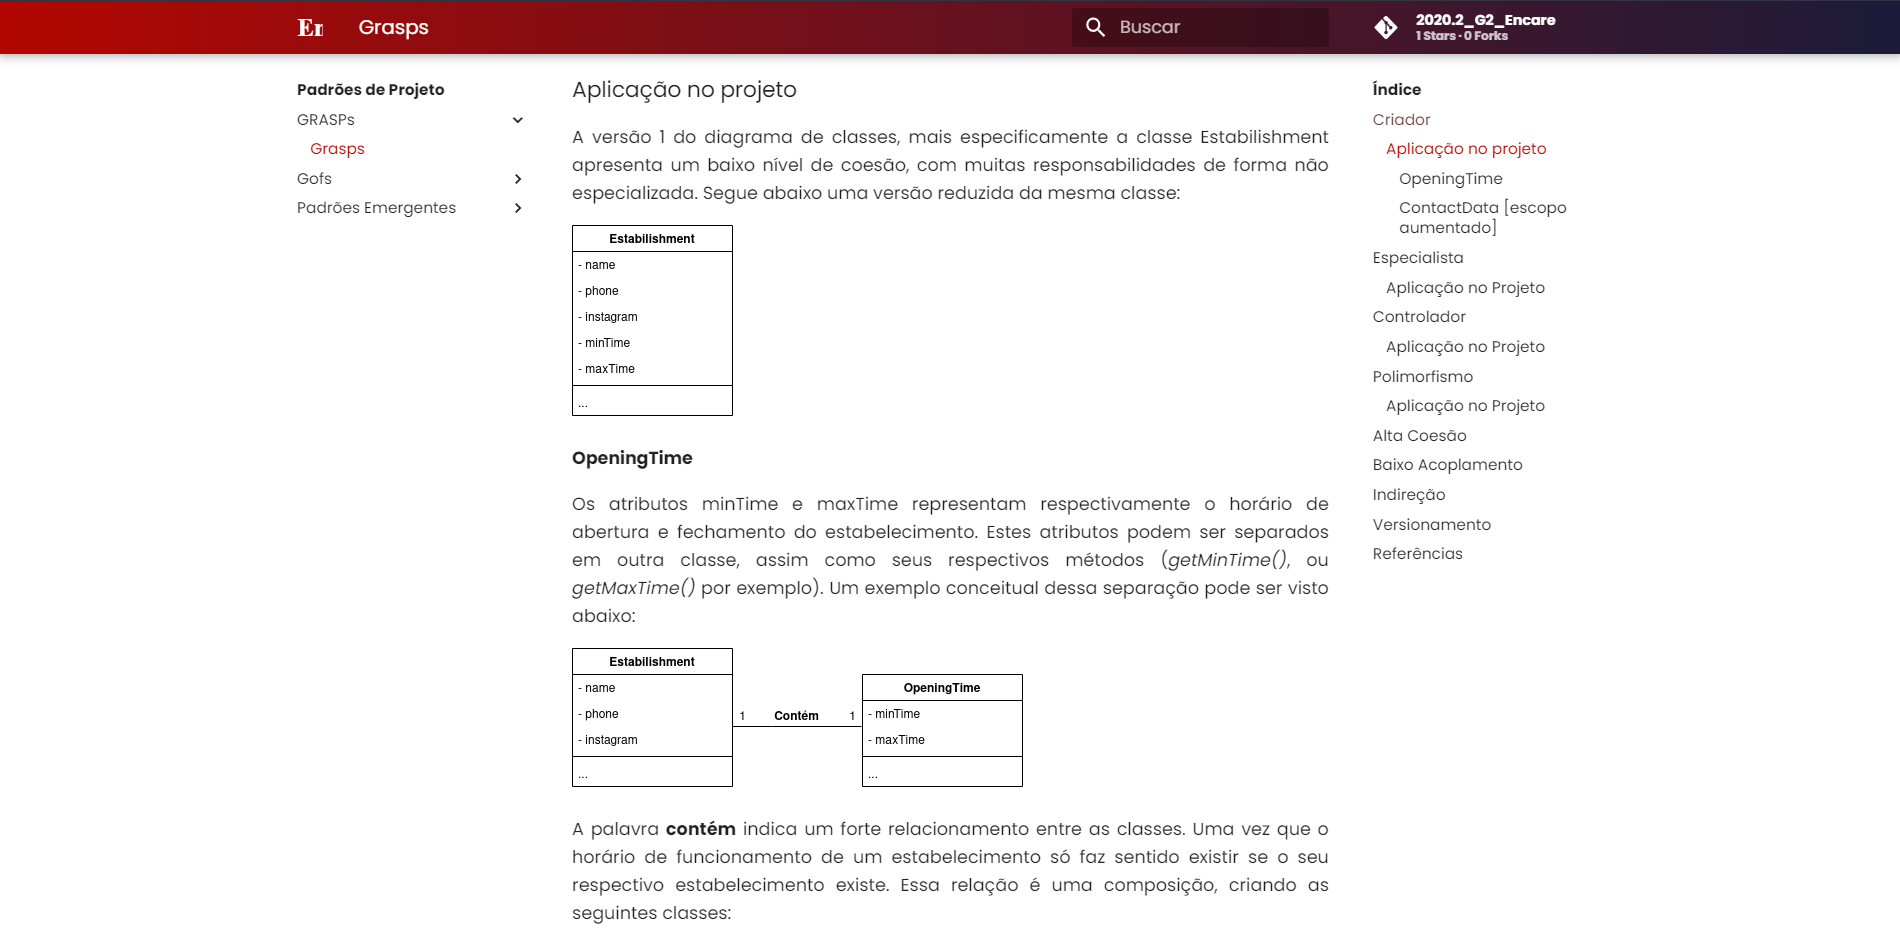 En
Grasps
Buscar
2020.2_G2_Encare
1 Stars · 0 Forks
Padrões de Projeto
GRASPs
Grasps
Gofs
Padrões Emergentes
Aplicação no projeto
A versão 1 do diagrama de classes, mais especificamente a classe Estabilishment
apresenta um baixo nível de coesão, com muitas responsabilidades de forma não
especializada. Segue abaixo uma versão reduzida da mesma classe:
Estabilishment
- name
- phone
- instagram
- minTime
- maxTime
...
OpeningTime
Os atributos minTime e maxTime representam respectivamente o horário de
abertura e fechamento do estabelecimento. Estes atributos podem ser separados
em outra classe, assim como seus respectivos métodos (getMinTime(), ou
getMaxTime() por exemplo). Um exemplo conceitual dessa separação pode ser visto
abaixo:
Estabilishment
- name
- phone
- instagram
...
1 Contém 1
OpeningTime
- minTime
- maxTime
...
A palavra contém indica um forte relacionamento entre as classes. Uma vez que o
horário de funcionamento de um estabelecimento só faz sentido existir se o seu
respectivo estabelecimento existe. Essa relação é uma composição, criando as
seguintes classes:
Índice
Criador
Aplicação no projeto
OpeningTime
ContactData [escopo
aumentado]
Especialista
Aplicação no Projeto
Controlador
Aplicação no Projeto
Polimorfismo
Aplicação no Projeto
Alta Coesão
Baixo Acoplamento
Indireção
Versionamento
Referências